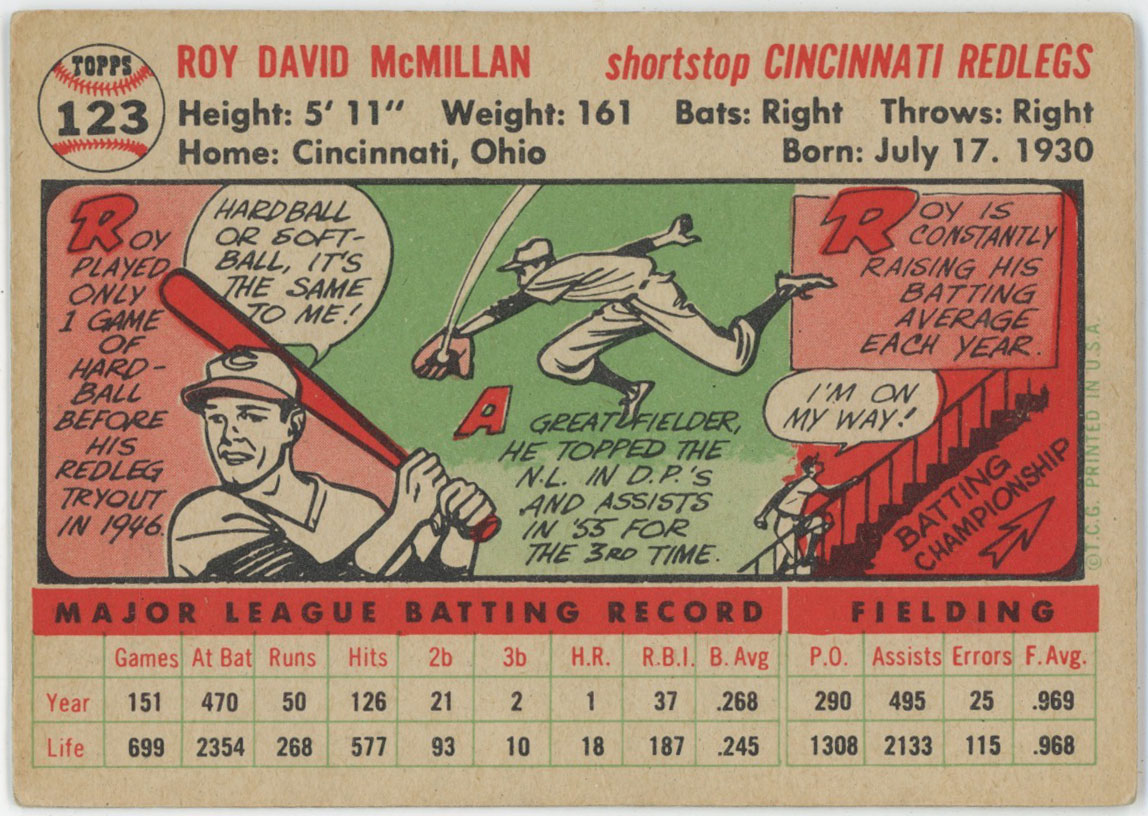 TOPPS
123
ROY DAVID McMILLAN shortstop CINCINNATI REDLEGS
Height: 5' 11" Weight: 161 Bats: Right Throws: Right
Home: Cincinnati, Ohio Born: July 17. 1930
ROY
PLAYED
ONLY
1 GAME
OF
HARD-
BALL
BEFORE
HIS
REDLEG
TRYOUT
IN 1946.
HARDBALL
OR SOFT-
BALL, IT'S
THE SAME
TO ME!
C
A GREAT FIELDER,
HE TOPPED THE
N.L. IN D.P.'S
AND ASSISTS
IN '55 FOR
THE 3RD TIME.
ROY IS
CONSTANTLY
RAISING HIS
BATTING
AVERAGE
EACH YEAR.
I'M ON
MY WAY!
BATTING
CHAMPIONSHIP
©T.C.G. PRINTED IN U.S.A.
MAJOR LEAGUE BATTING RECORD FIELDING
Games At Bat Runs Hits 2b 3b H.R. R.B.I. B. Avg P.O. Assists Errors F. Avg.
Year 151 470 50 126 21 2 1 37 .268 290 495 25 .969
Life 699 2354 268 577 93 10 18 187 .245 1308 2133 115 .968